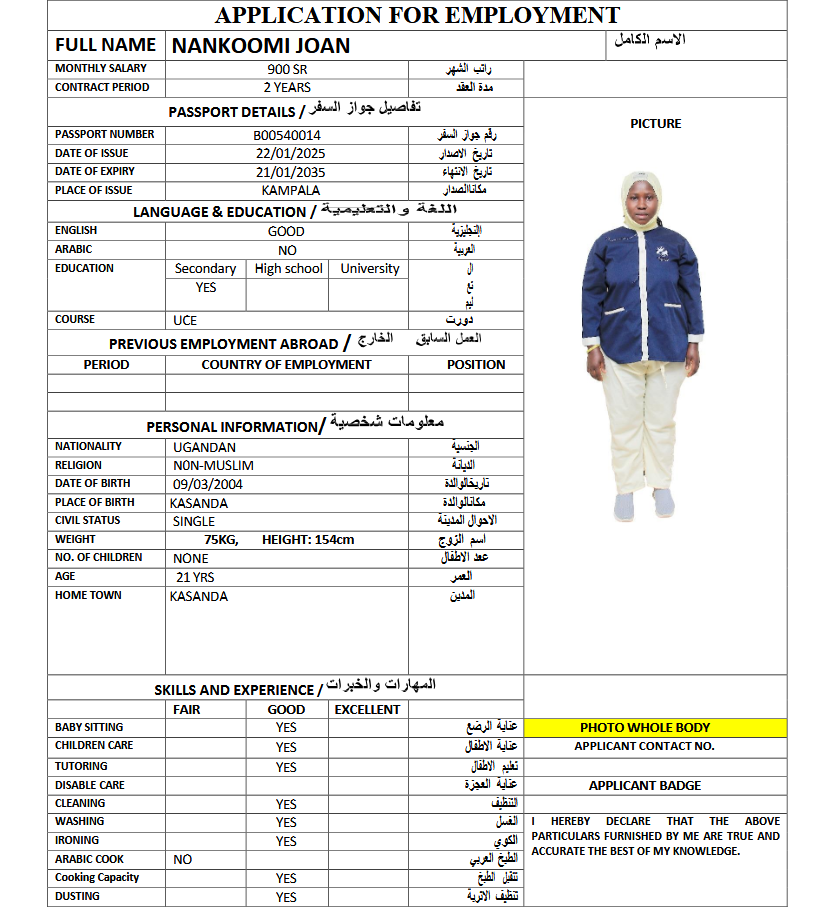 APPLICATION FOR EMPLOYMENT
FULL NAME NANKOOMI JOAN الاسم الكامل
MONTHLY SALARY 900 SR راتب الشهر
CONTRACT PERIOD 2 YEARS مدة العقد
PASSPORT DETAILS / تفاصيل جواز السفر
PICTURE
PASSPORT NUMBER B00540014 رقم جواز السفر
DATE OF ISSUE 22/01/2025 تاريخ الاصدار
DATE OF EXPIRY 21/01/2035 تاريخ الانتهاء
PLACE OF ISSUE KAMPALA مكاناالصدار
LANGUAGE & EDUCATION / اللغة والتعليمية
ENGLISH GOOD اإلنجليزية
ARABIC NO العربية
EDUCATION Secondary High school University ال
YES تع
ليم
COURSE UCE دورت
PREVIOUS EMPLOYMENT ABROAD / العمل السابق الخارج
PERIOD COUNTRY OF EMPLOYMENT POSITION
PERSONAL INFORMATION/ معلومات شخصية
NATIONALITY UGANDAN الجنسية
RELIGION N0N-MUSLIM الديانة
DATE OF BIRTH 09/03/2004 تاريخالوالدة
PLACE OF BIRTH KASANDA مكانالوالدة
CIVIL STATUS SINGLE الاحوال المدينة
WEIGHT 75KG, HEIGHT: 154cm اسم الزوج
NO. OF CHILDREN NONE عدد الاطفال
AGE 21 YRS العمر
HOME TOWN KASANDA المدين
SKILLS AND EXPERIENCE / المهارات والخبرات
FAIR GOOD EXCELLENT
BABY SITTING YES عناية الرضع
PHOTO WHOLE BODY
CHILDREN CARE YES عناية الاطفال
APPLICANT CONTACT NO.
TUTORING YES تعليم الاطفال
DISABLE CARE عناية العجزة
APPLICANT BADGE
CLEANING YES التنظيف
WASHING YES الغسل
IRONING YES الكوي
ARABIC COOK NO الطبخ العربي
Cooking Capacity YES تتقبل الطبخ
DUSTING YES تنظيف الاتربة
I HEREBY DECLARE THAT THE ABOVE
PARTICULARS FURNISHED BY ME ARE TRUE AND
ACCURATE THE BEST OF MY KNOWLEDGE.